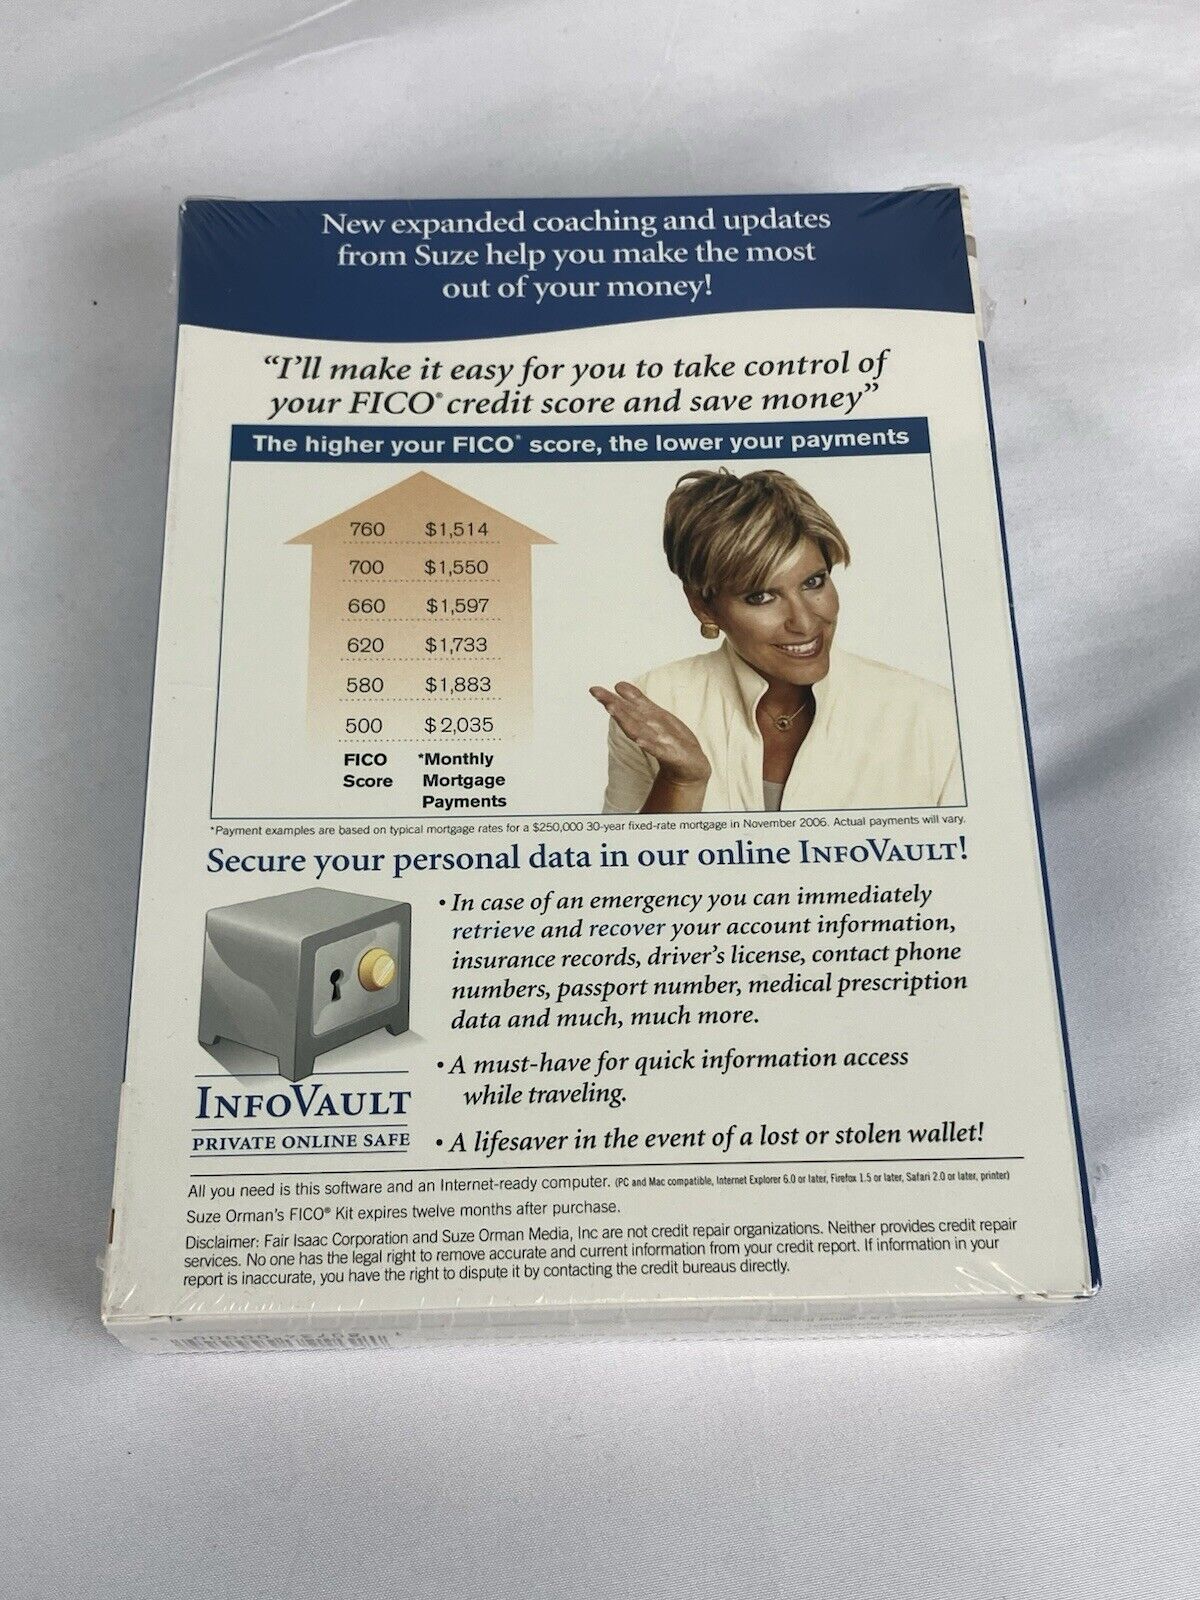 New expanded coaching and updates
from Suze help you make the most
out of your money!
“I'll make it easy for you to take control of
your FICO® credit score and save money”
The higher your FICO® score, the lower your payments
760 $1,514
700 $1,550
660 $1,597
620 $1,733
580 $1,883
500 $2,035
FICO Score
*Monthly Mortgage Payments
*Payment examples are based on typical mortgage rates for a $250,000 30-year fixed-rate mortgage in November 2006. Actual payments will vary.
Secure your personal data in our online INFOVAULT!
• In case of an emergency you can immediately
retrieve and recover your account information,
insurance records, driver's license, contact phone
numbers, passport number, medical prescription
data and much, much more.
• A must-have for quick information access
while traveling.
• A lifesaver in the event of a lost or stolen wallet!
INFOVAULT
PRIVATE ONLINE SAFE
All you need is this software and an Internet-ready computer. (PC and Mac compatible, Internet Explorer 6.0 or later, Firefox 1.5 or later, Safari 2.0 or later, printer)
Suze Orman's FICO® Kit expires twelve months after purchase.
Disclaimer: Fair Isaac Corporation and Suze Orman Media, Inc are not credit repair organizations. Neither provides credit repair
services. No one has the legal right to remove accurate and current information from your credit report. If information in your
report is inaccurate, you have the right to dispute it by contacting the credit bureaus directly.